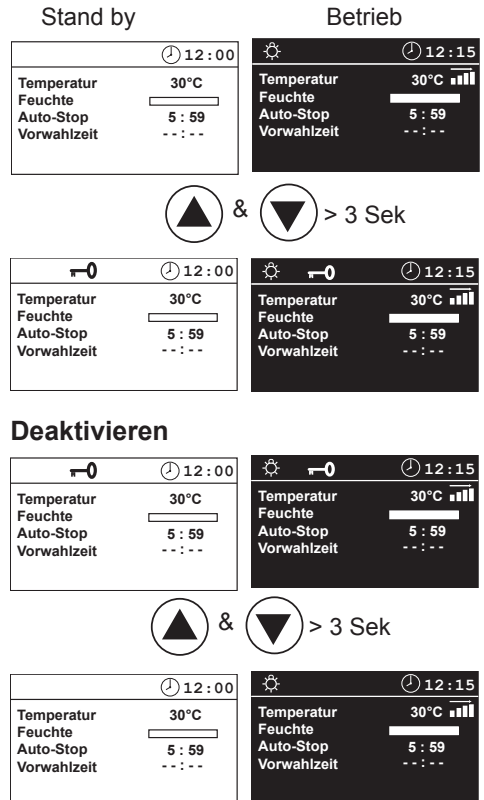 Stand by Betrieb
12:00 12:15
Temperatur 30°C Temperatur 30°C
Feuchte Feuchte
Auto-Stop 5 : 59 Auto-Stop 5 : 59
Vorwahlzeit - - : - - Vorwahlzeit - - : - -
& > 3 Sek
12:00 12:15
Temperatur 30°C Temperatur 30°C
Feuchte Feuchte
Auto-Stop 5 : 59 Auto-Stop 5 : 59
Vorwahlzeit - - : - - Vorwahlzeit - - : - -
Deaktivieren
12:00 12:15
Temperatur 30°C Temperatur 30°C
Feuchte Feuchte
Auto-Stop 5 : 59 Auto-Stop 5 : 59
Vorwahlzeit - - : - - Vorwahlzeit - - : - -
& > 3 Sek
12:00 12:15
Temperatur 30°C Temperatur 30°C
Feuchte Feuchte
Auto-Stop 5 : 59 Auto-Stop 5 : 59
Vorwahlzeit - - : - - Vorwahlzeit - - : - -